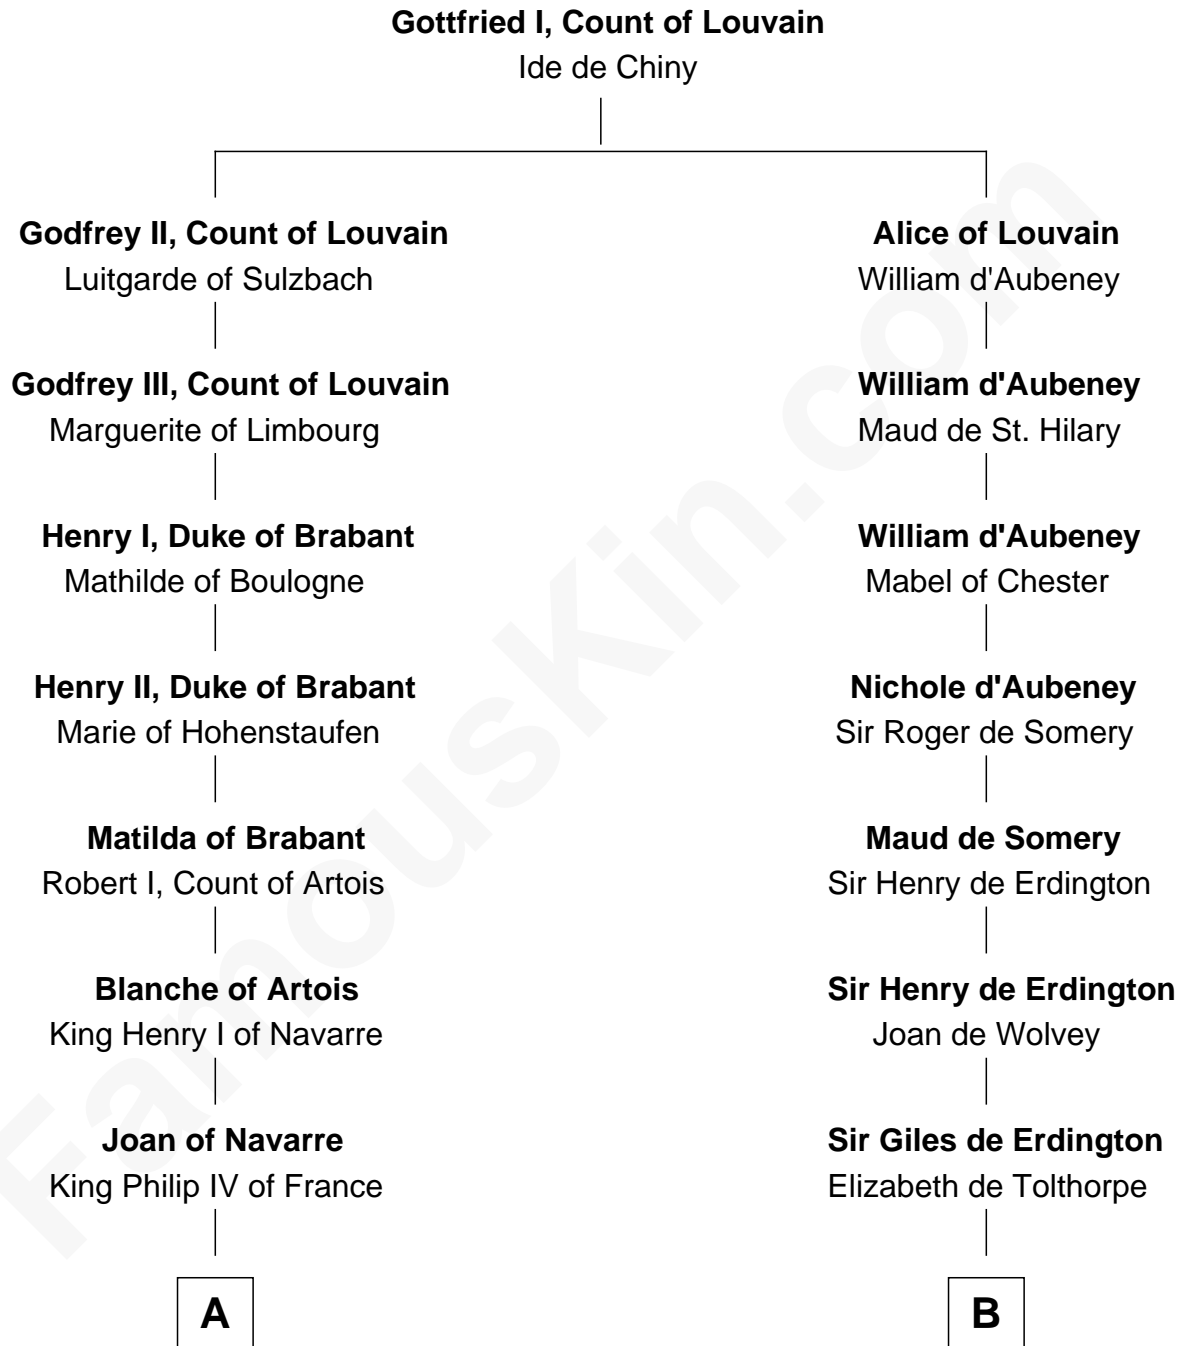 Gottfried I, Count of Louvain
Ide de Chiny
Godfrey II, Count of Louvain
Luitgarde of Sulzbach
Alice of Louvain
William d'Aubeney
Godfrey III, Count of Louvain
Marguerite of Limbourg
William d'Aubeney
Maud de St. Hilary
Henry I, Duke of Brabant
Mathilde of Boulogne
William d'Aubeney
Mabel of Chester
Henry II, Duke of Brabant
Marie of Hohenstaufen
Nichole d'Aubeney
Sir Roger de Somery
Matilda of Brabant
Robert I, Count of Artois
Maud de Somery
Sir Henry de Erdington
Blanche of Artois
King Henry I of Navarre
Sir Henry de Erdington
Joan de Wolvey
Joan of Navarre
King Philip IV of France
Sir Giles de Erdington
Elizabeth de Tolthorpe
A
B
FamousKin.com